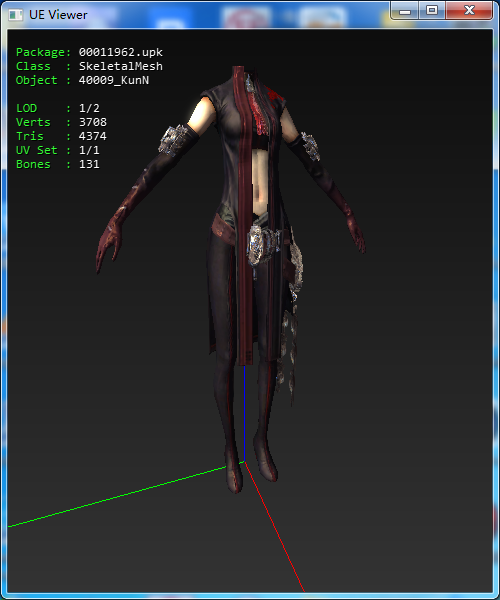 UE Viewer
Package: 00011962.upk
Class : SkeletalMesh
Object : 40009_KunN
LOD : 1/2
Verts : 3708
Tris : 4374
UV Set : 1/1
Bones : 131